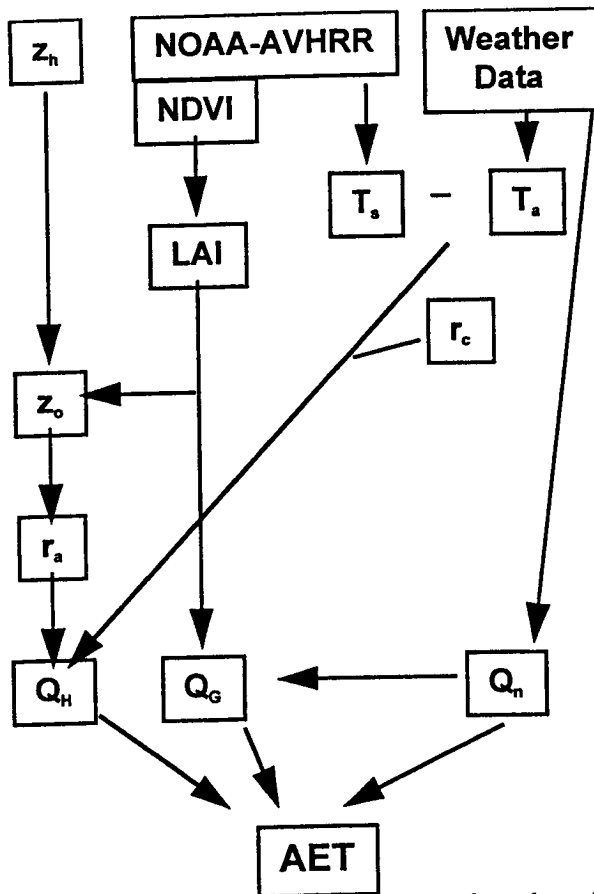 z_h
NOAA-AVHRR
Weather
Data
NDVI
T_s – T_a
LAI
r_c
z_o
r_a
Q_H
Q_G
Q_n
AET